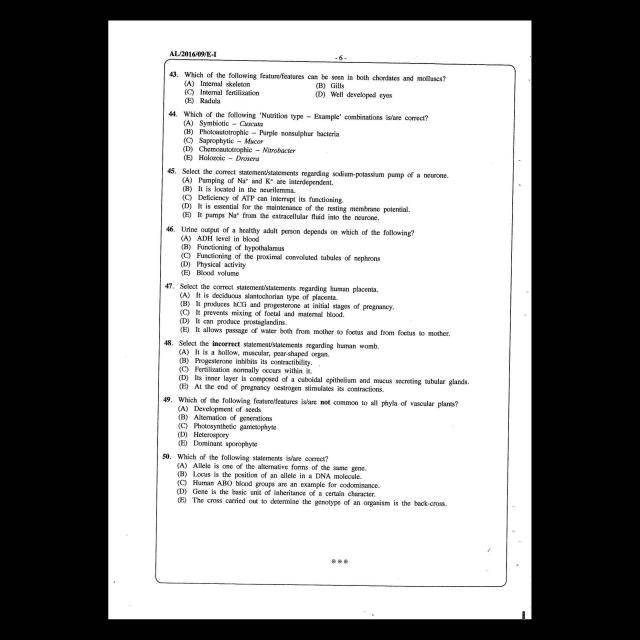 AL/2016/09/E-I
- 6 -
43. Which of the following feature/features can be seen in both chordates and molluscs?
(A) Internal skeleton (B) Gills
(C) Internal fertilization (D) Well developed eyes
(E) Radula
44. Which of the following 'Nutrition type – Example' combinations is/are correct?
(A) Symbiotic – Cuscuta
(B) Photoautotrophic – Purple nonsulphur bacteria
(C) Saprophytic – Mucor
(D) Chemoautotrophic – Nitrobacter
(E) Holozoic – Drosera
45. Select the correct statement/statements regarding sodium-potassium pump of a neurone.
(A) Pumping of Na⁺ and K⁺ are interdependent.
(B) It is located in the neurilemma.
(C) Deficiency of ATP can interrupt its functioning.
(D) It is essential for the maintenance of the resting membrane potential.
(E) It pumps Na⁺ from the extracellular fluid into the neurone.
46. Urine output of a healthy adult person depends on which of the following?
(A) ADH level in blood
(B) Functioning of hypothalamus
(C) Functioning of the proximal convoluted tubules of nephrons
(D) Physical activity
(E) Blood volume
47. Select the correct statement/statements regarding human placenta.
(A) It is deciduous alantochorian type of placenta.
(B) It produces hCG and progesterone at initial stages of pregnancy.
(C) It prevents mixing of foetal and maternal blood.
(D) It can produce prostaglandins.
(E) It allows passage of water both from mother to foetus and from foetus to mother.
48. Select the incorrect statement/statements regarding human womb.
(A) It is a hollow, muscular, pear-shaped organ.
(B) Progesterone inhibits its contractibility.
(C) Fertilization normally occurs within it.
(D) Its inner layer is composed of a cuboidal epithelium and mucus secreting tubular glands.
(E) At the end of pregnancy oestrogen stimulates its contractions.
49. Which of the following feature/features is/are not common to all phyla of vascular plants?
(A) Development of seeds
(B) Alternation of generations
(C) Photosynthetic gametophyte
(D) Heterospory
(E) Dominant sporophyte
50. Which of the following statements is/are correct?
(A) Allele is one of the alternative forms of the same gene.
(B) Locus is the position of an allele in a DNA molecule.
(C) Human ABO blood groups are an example for codominance.
(D) Gene is the basic unit of inheritance of a certain character.
(E) The cross carried out to determine the genotype of an organism is the back-cross.
***